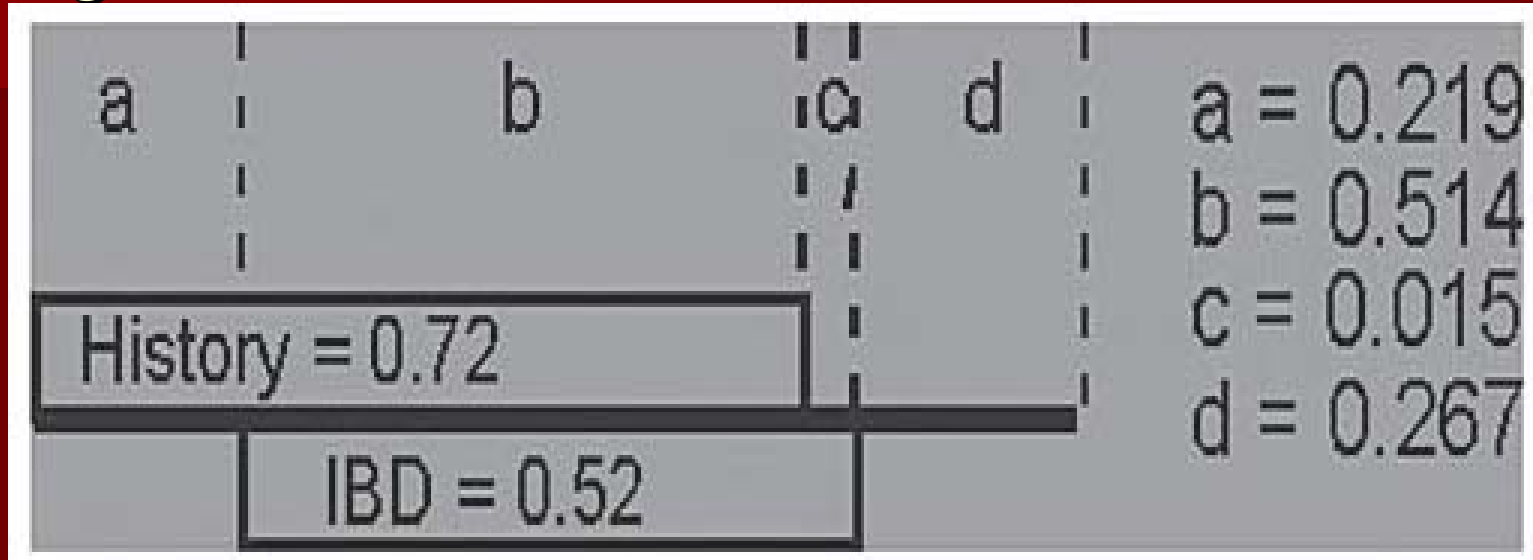 a b c d
a = 0.219
b = 0.514
c = 0.015
d = 0.267
History = 0.72
IBD = 0.52